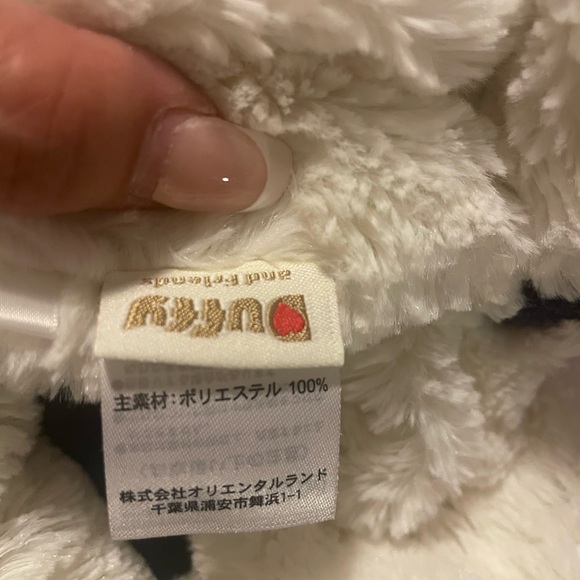 Duffy
and Friends
主素材:ポリエステル 100%
株式会社オリエンタルランド
千葉県浦安市舞浜1-1